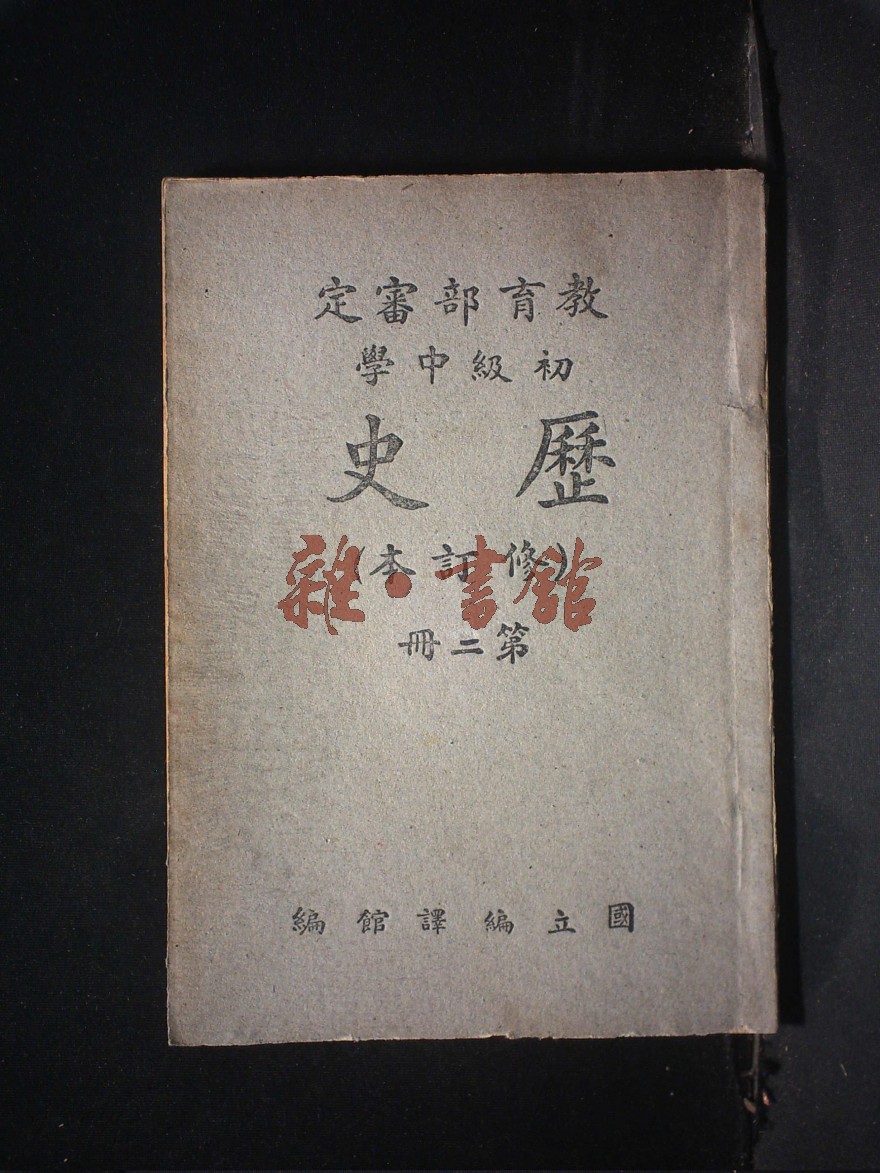 教育部審定
初級中學
歷史
(修訂本)
雜·書館
第二冊
國立編譯館編